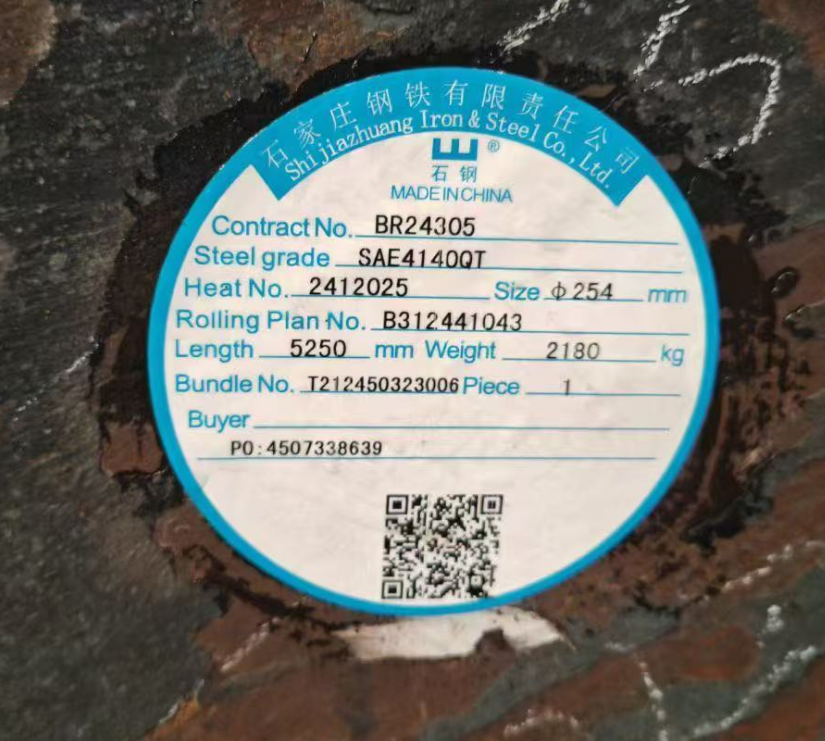 石家庄钢铁有限责任公司
Shijiazhuang Iron & Steel Co., Ltd.
®
石钢
MADE IN CHINA
Contract No. BR24305
Steel grade SAE4140QT
Heat No. 2412025 Size Φ254 mm
Rolling Plan No. B312441043
Length 5250 mm Weight 2180 kg
Bundle No. T212450323006 Piece 1
Buyer
PO:4507338639